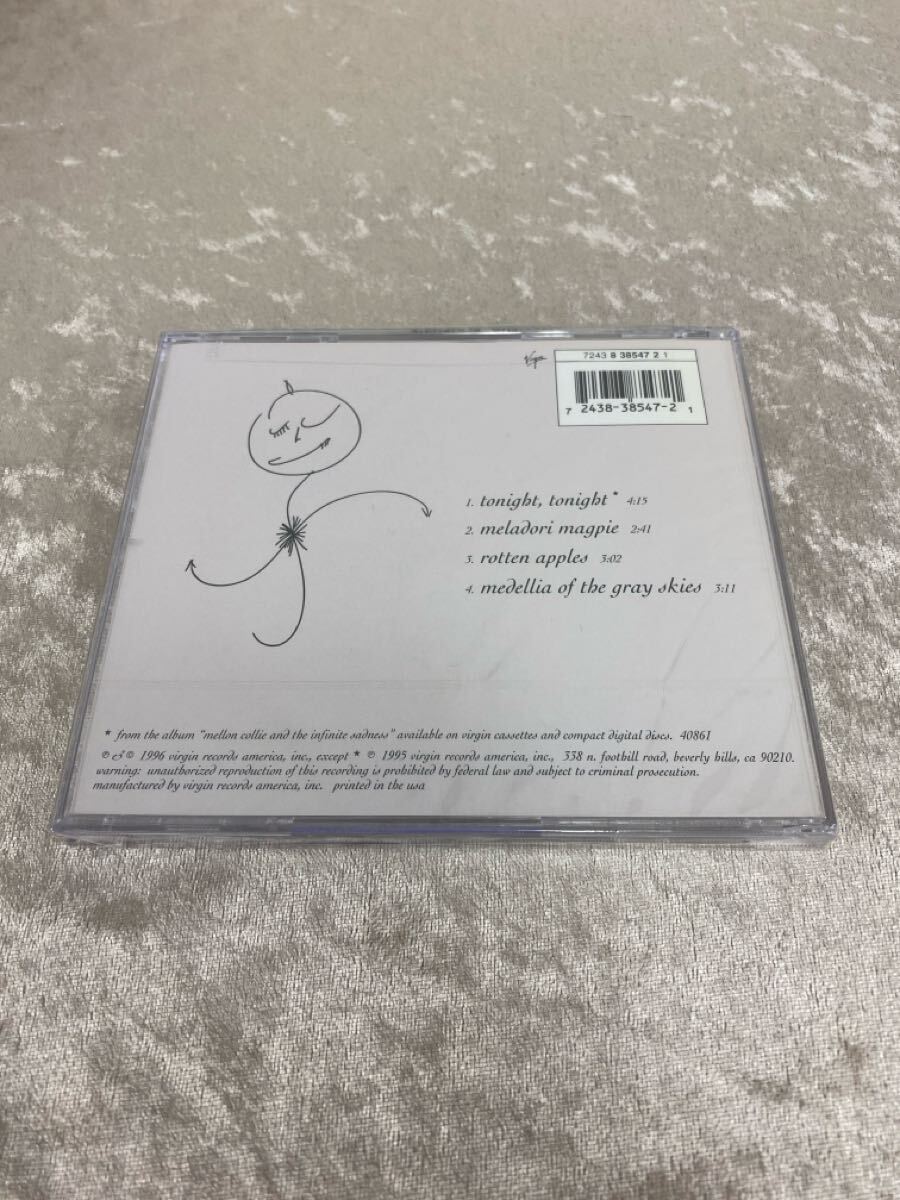 Virgin
7243 8 38547 2 1
7 2438-38547-2 1
1. tonight, tonight * 4:15
2. meladori magpie 2:41
3. rotten apples 3:02
4. medellia of the gray skies 3:11
* from the album "mellon collie and the infinite sadness" available on virgin cassettes and compact digital discs. 40861
℗ & © 1996 virgin records america, inc., except * ℗ 1995 virgin records america, inc., 338 n. foothill road, beverly hills, ca 90210.
warning: unauthorized reproduction of this recording is prohibited by federal law and subject to criminal prosecution.
manufactured by virgin records america, inc. printed in the usa